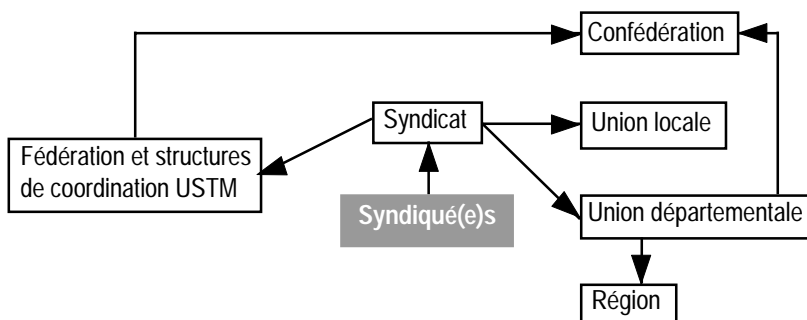 Confédération
Syndicat
Union locale
Fédération et structures
de coordination USTM
Syndiqué(e)s
Union départementale
Région